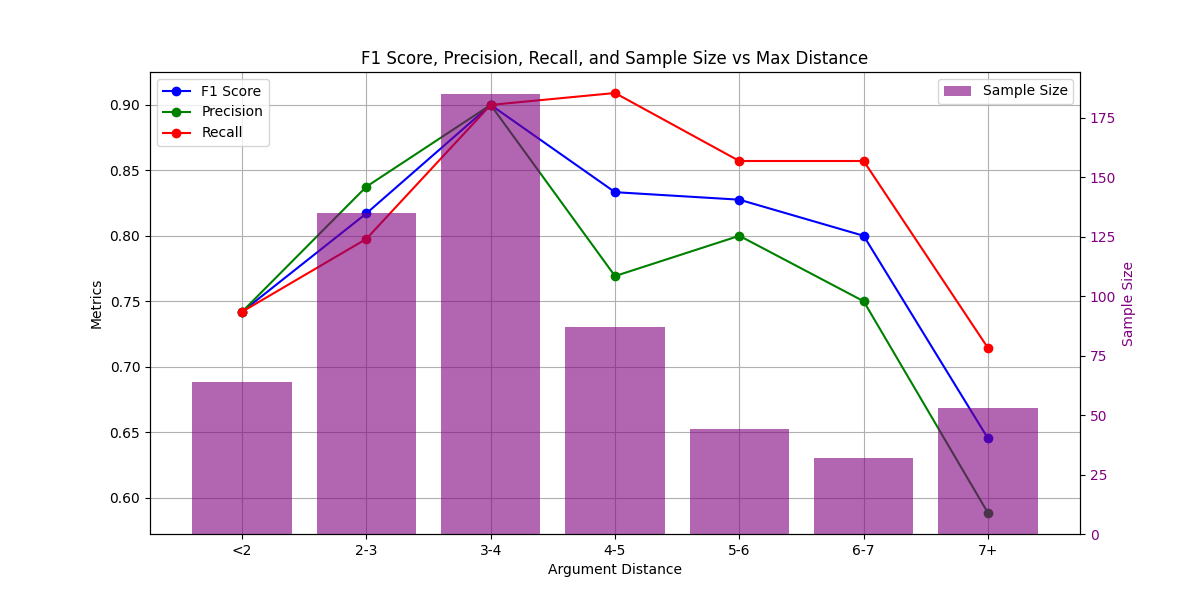 F1 Score, Precision, Recall, and Sample Size vs Max Distance
F1 Score
Precision
Recall
Sample Size
0.90
0.85
0.80
0.75
0.70
0.65
0.60
Metrics
175
150
125
100
75
50
25
0
Sample Size
<2
2-3
3-4
4-5
5-6
6-7
7+
Argument Distance